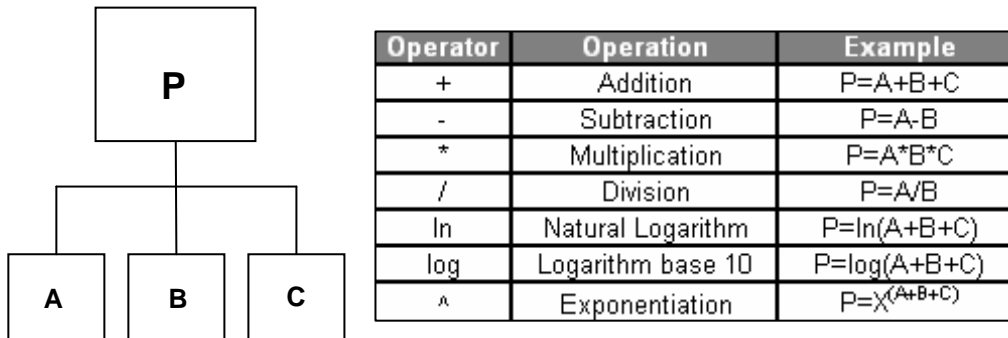 P
A B C
Operator Operation Example
+ Addition P=A+B+C
- Subtraction P=A-B
* Multiplication P=A*B*C
/ Division P=A/B
ln Natural Logarithm P=ln(A+B+C)
log Logarithm base 10 P=log(A+B+C)
^ Exponentiation P=X^(A+B+C)